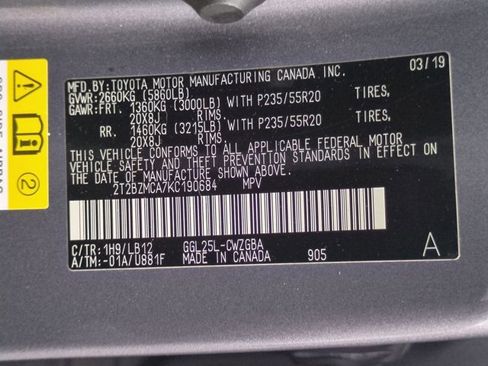 MFD.BY: TOYOTA MOTOR MANUFACTURING CANADA INC. 03/19
GVWR: 2660KG (5860LB)
GAWR: FRT. 1360KG (3000LB) WITH P235/55R20 TIRES,
20X8J RIMS.
RR. 1460KG (3215LB) WITH P235/55R20 TIRES,
20X8J RIMS.
THIS VEHICLE CONFORMS TO ALL APPLICABLE FEDERAL MOTOR
VEHICLE SAFETY AND THEFT PREVENTION STANDARDS IN EFFECT
ON THE DATE OF MANUFACTURE SHOWN ABOVE.
2T2BZMCA7KC190684 MPV
C/TR: 1H9/LB12 GGL25L-CWZGBA
A/TM: -01A/U881F MADE IN CANADA 905 A
2